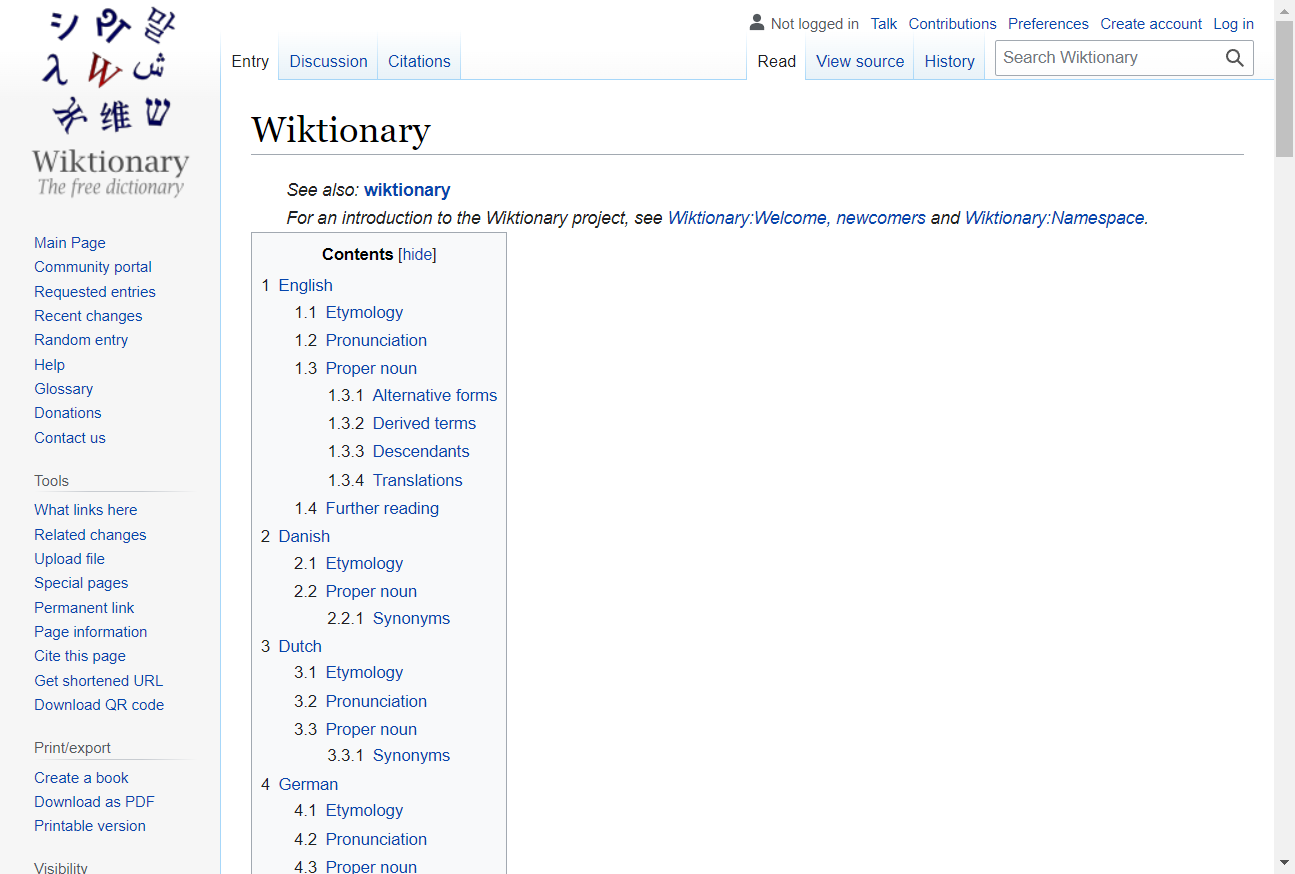 Not logged in Talk Contributions Preferences Create account Log in
Entry Discussion Citations Read View source History Search Wiktionary
Wiktionary
The free dictionary
Main Page
Community portal
Requested entries
Recent changes
Random entry
Help
Glossary
Donations
Contact us
Tools
What links here
Related changes
Upload file
Special pages
Permanent link
Page information
Cite this page
Get shortened URL
Download QR code
Print/export
Create a book
Download as PDF
Printable version
Visibility
Wiktionary
See also: wiktionary
For an introduction to the Wiktionary project, see Wiktionary:Welcome, newcomers and Wiktionary:Namespace.
Contents [hide]
1 English
1.1 Etymology
1.2 Pronunciation
1.3 Proper noun
1.3.1 Alternative forms
1.3.2 Derived terms
1.3.3 Descendants
1.3.4 Translations
1.4 Further reading
2 Danish
2.1 Etymology
2.2 Proper noun
2.2.1 Synonyms
3 Dutch
3.1 Etymology
3.2 Pronunciation
3.3 Proper noun
3.3.1 Synonyms
4 German
4.1 Etymology
4.2 Pronunciation
4.3 Proper noun